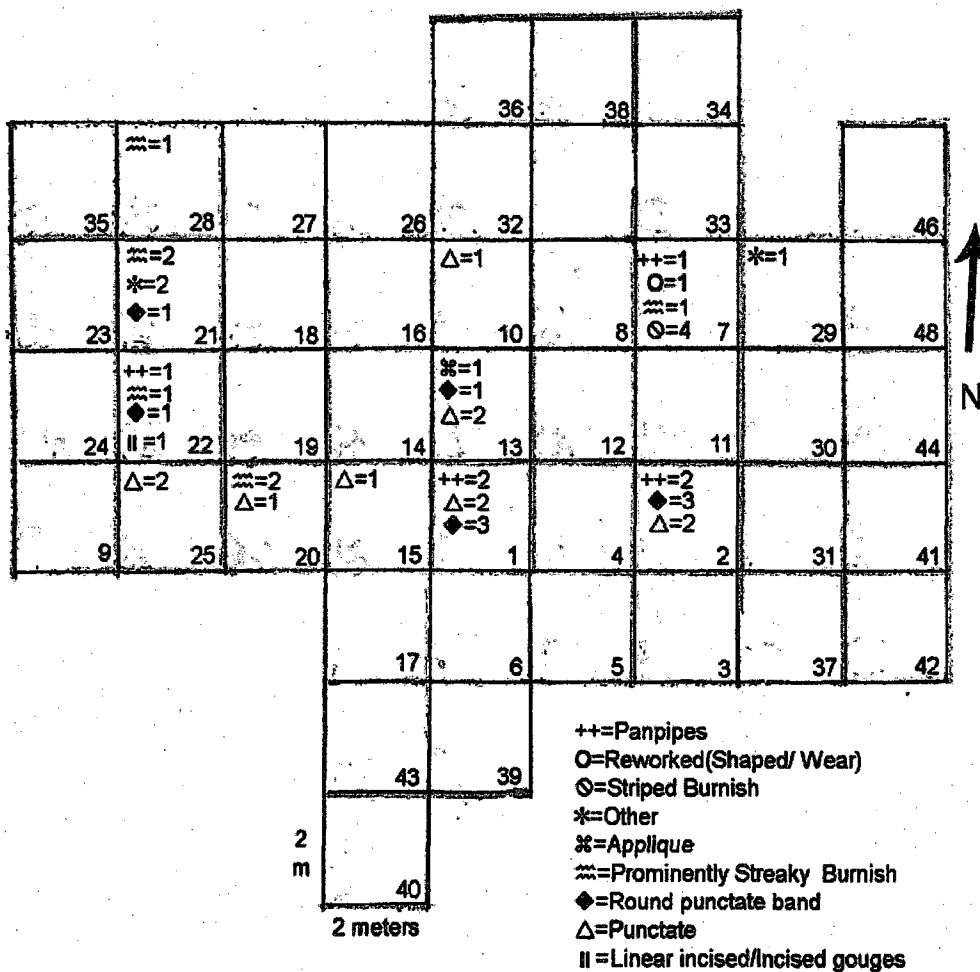 36 38 34
≈=1
35 28 27 26 32 33 46
≈=2 △=1 ++=1 ✱=1
✱=2 O=1
◆=1 ≈=1
23 21 18 16 10 8 ⦸=4 7 29 48
N
++=1 ⌘=1
≈=1 ◆=1
◆=1 △=2
II=1
24 22 19 14 13 12 11 30 44
△=2 ≈=2 △=1 ++=2 ++=2
△=1 △=2 ◆=3
◆=3 △=2
9 25 20 15 1 4 2 31 41
17 6 5 3 37 42
++=Panpipes
O=Reworked(Shaped/ Wear)
43 39
⦸=Striped Burnish
✱=Other
2
m
⌘=Applique
≈=Prominently Streaky Burnish
40
◆=Round punctate band
2 meters
△=Punctate
II=Linear incised/Incised gouges